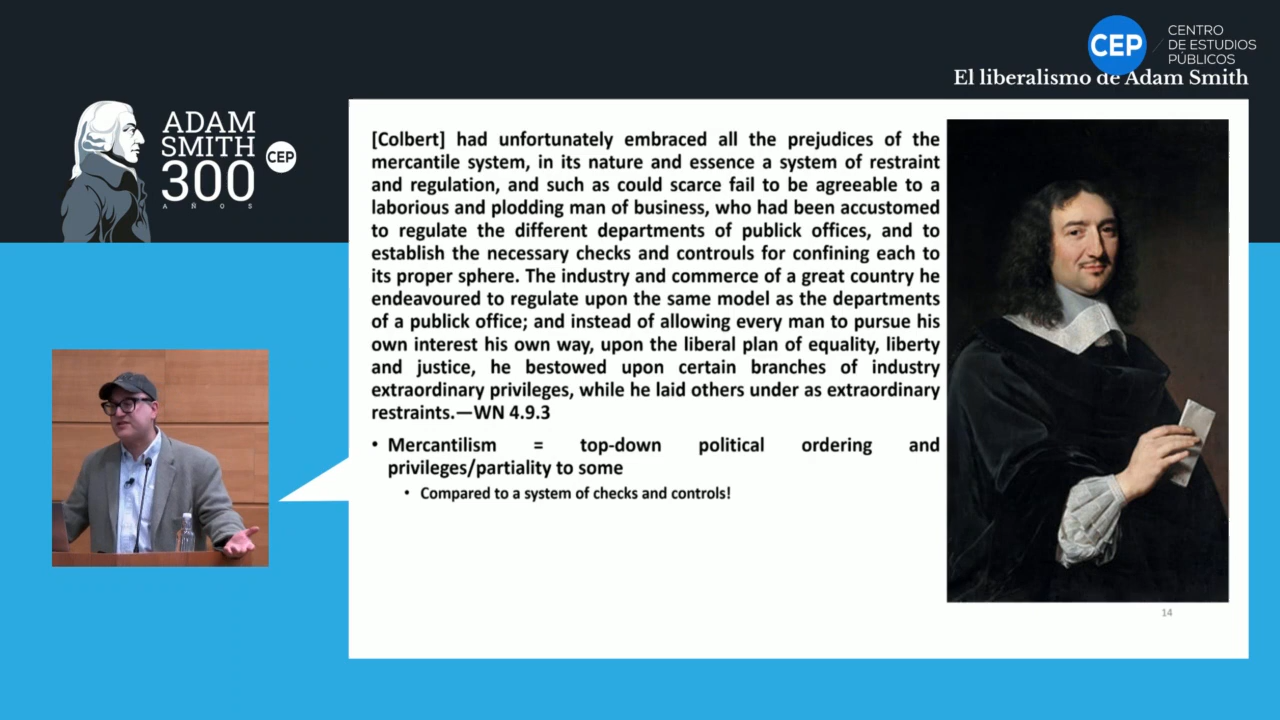 CEP
CENTRO
DE ESTUDIOS
PÚBLICOS
El liberalismo de Adam Smith
ADAM
SMITH
300
AÑOS
CEP
[Colbert] had unfortunately embraced all the prejudices of the
mercantile system, in its nature and essence a system of restraint
and regulation, and such as could scarce fail to be agreeable to a
laborious and plodding man of business, who had been accustomed
to regulate the different departments of publick offices, and to
establish the necessary checks and controuls for confining each to
its proper sphere. The industry and commerce of a great country he
endeavoured to regulate upon the same model as the departments
of a publick office; and instead of allowing every man to pursue his
own interest his own way, upon the liberal plan of equality, liberty
and justice, he bestowed upon certain branches of industry
extraordinary privileges, while he laid others under as extraordinary
restraints.—WN 4.9.3
• Mercantilism = top-down political ordering and
privileges/partiality to some
• Compared to a system of checks and controls!
14